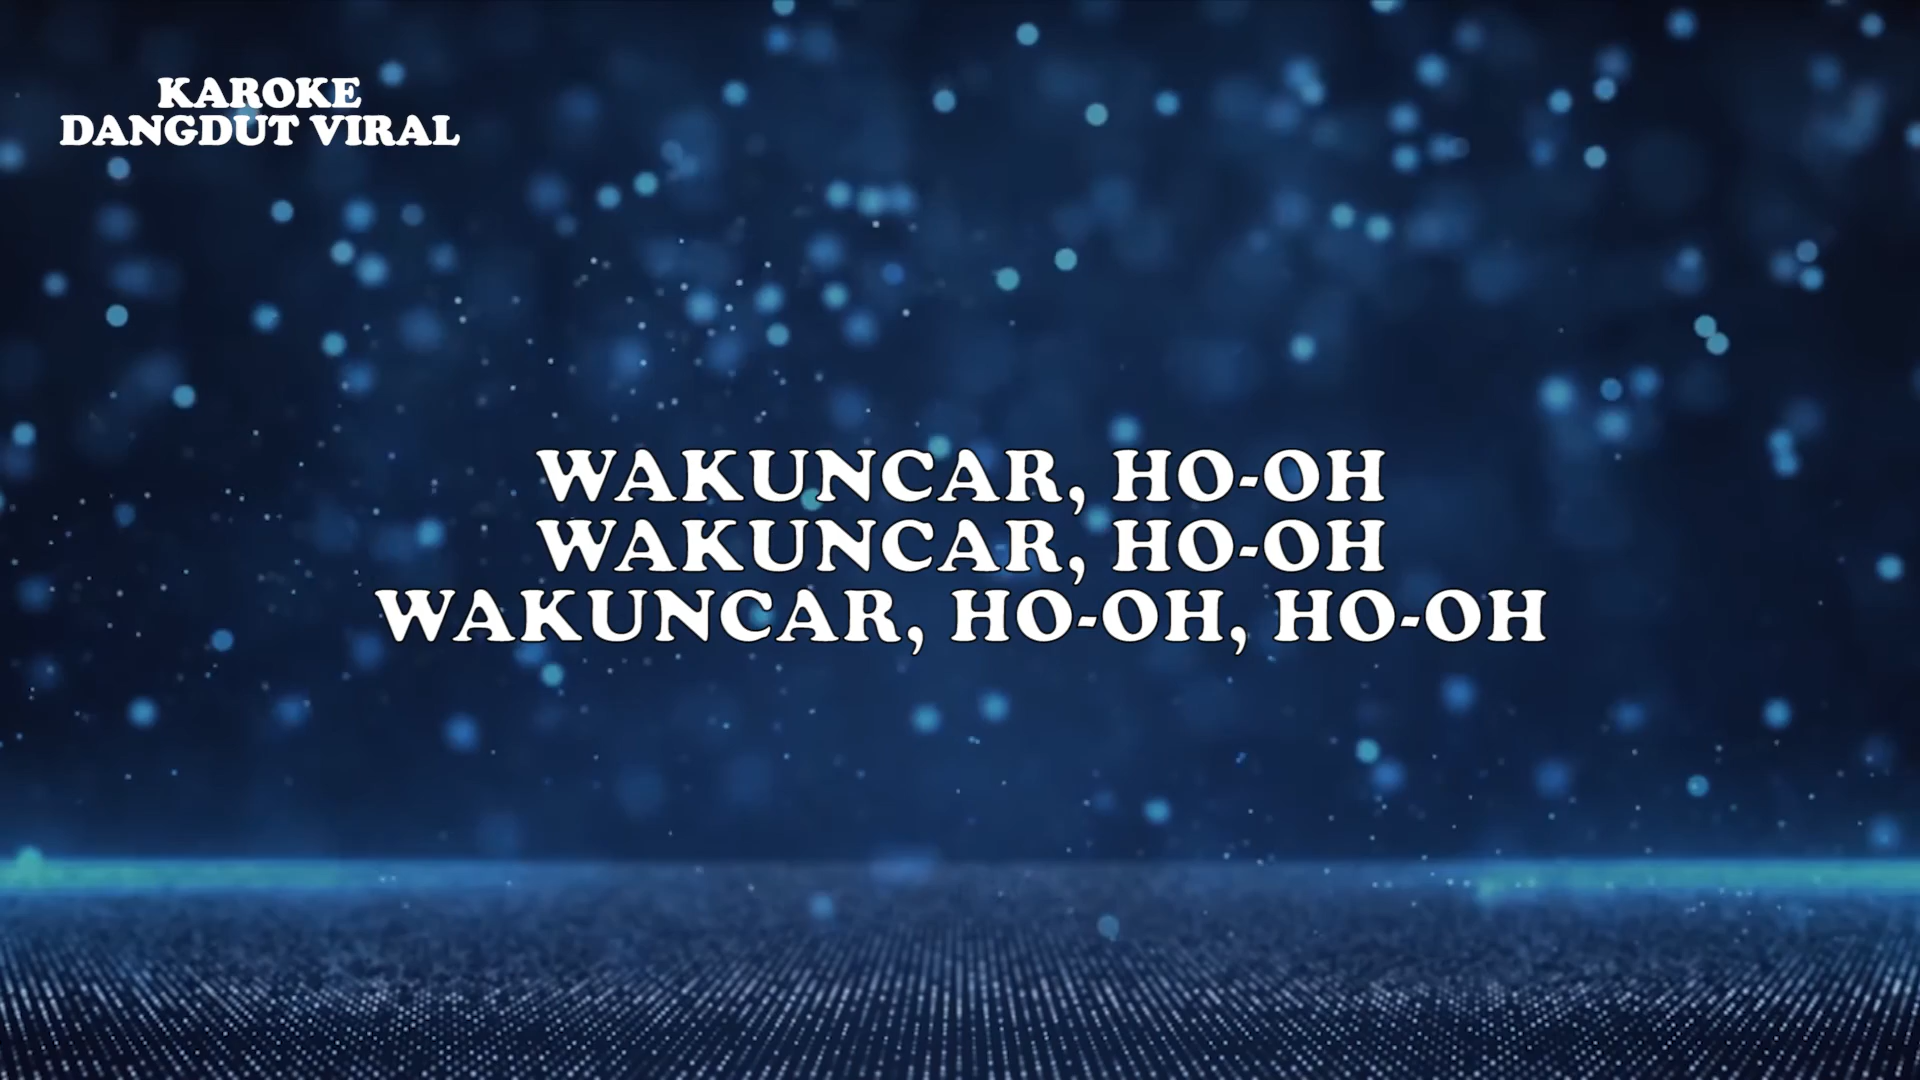 KAROKE
DANGDUT VIRAL
WAKUNCAR, HO-OH
WAKUNCAR, HO-OH
WAKUNCAR, HO-OH, HO-OH